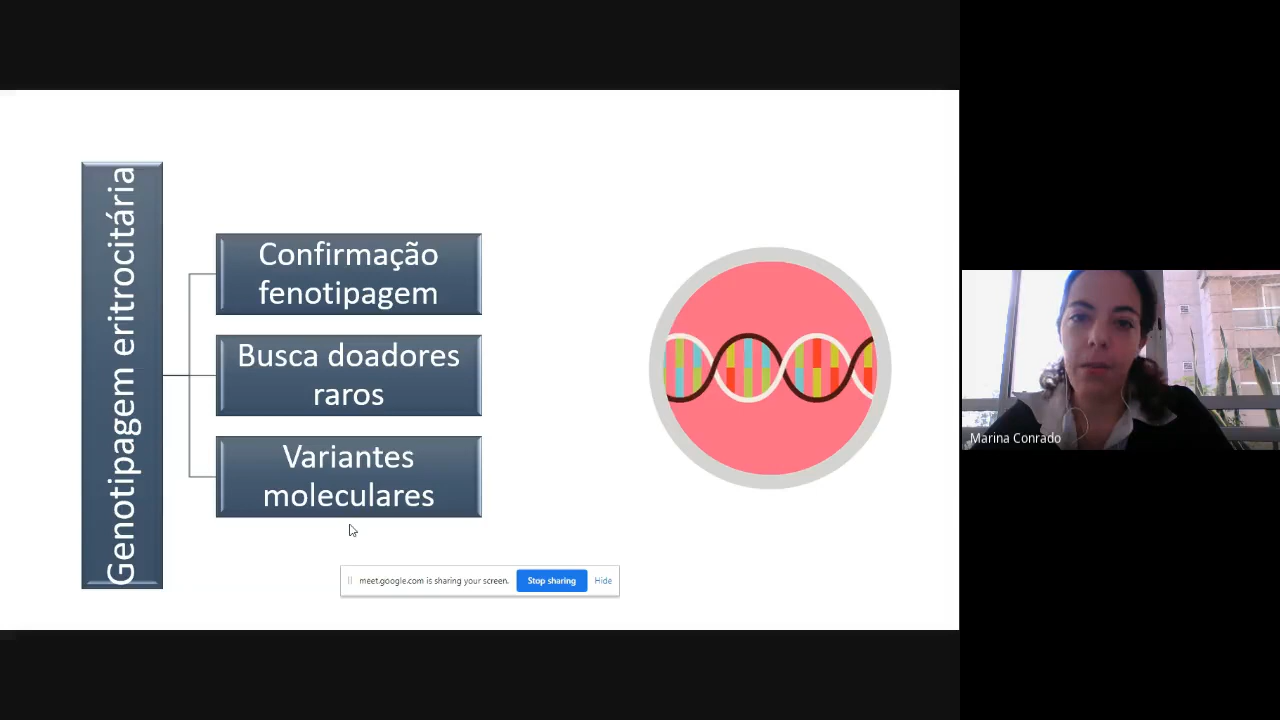 Genotipagem eritrocitária
Confirmação
fenotipagem
Busca doadores
raros
Variantes
moleculares
meet.google.com is sharing your screen.
Stop sharing
Hide
Marina Conrado